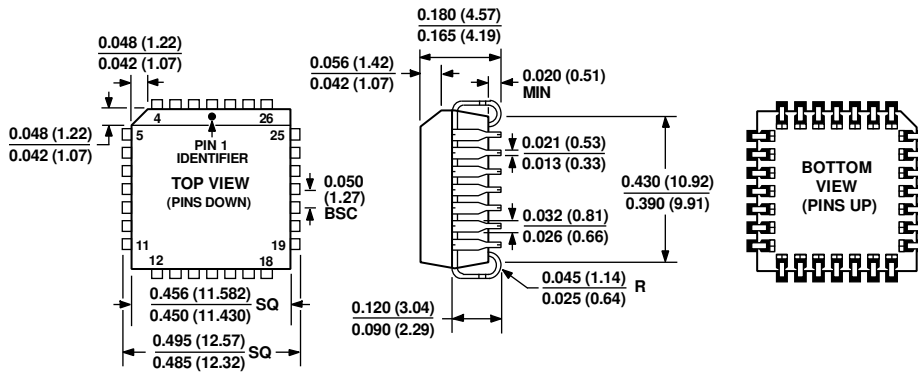 0.048 (1.22)
0.042 (1.07)
0.048 (1.22)
0.042 (1.07)
4
26
5
25
PIN 1
IDENTIFIER
TOP VIEW
(PINS DOWN)
0.050
(1.27)
BSC
11
19
12
18
0.456 (11.582)
0.450 (11.430)
SQ
0.495 (12.57)
0.485 (12.32)
SQ
0.180 (4.57)
0.165 (4.19)
0.056 (1.42)
0.042 (1.07)
0.020 (0.51)
MIN
0.021 (0.53)
0.013 (0.33)
0.032 (0.81)
0.026 (0.66)
0.430 (10.92)
0.390 (9.91)
0.045 (1.14)
0.025 (0.64)
R
0.120 (3.04)
0.090 (2.29)
BOTTOM
VIEW
(PINS UP)